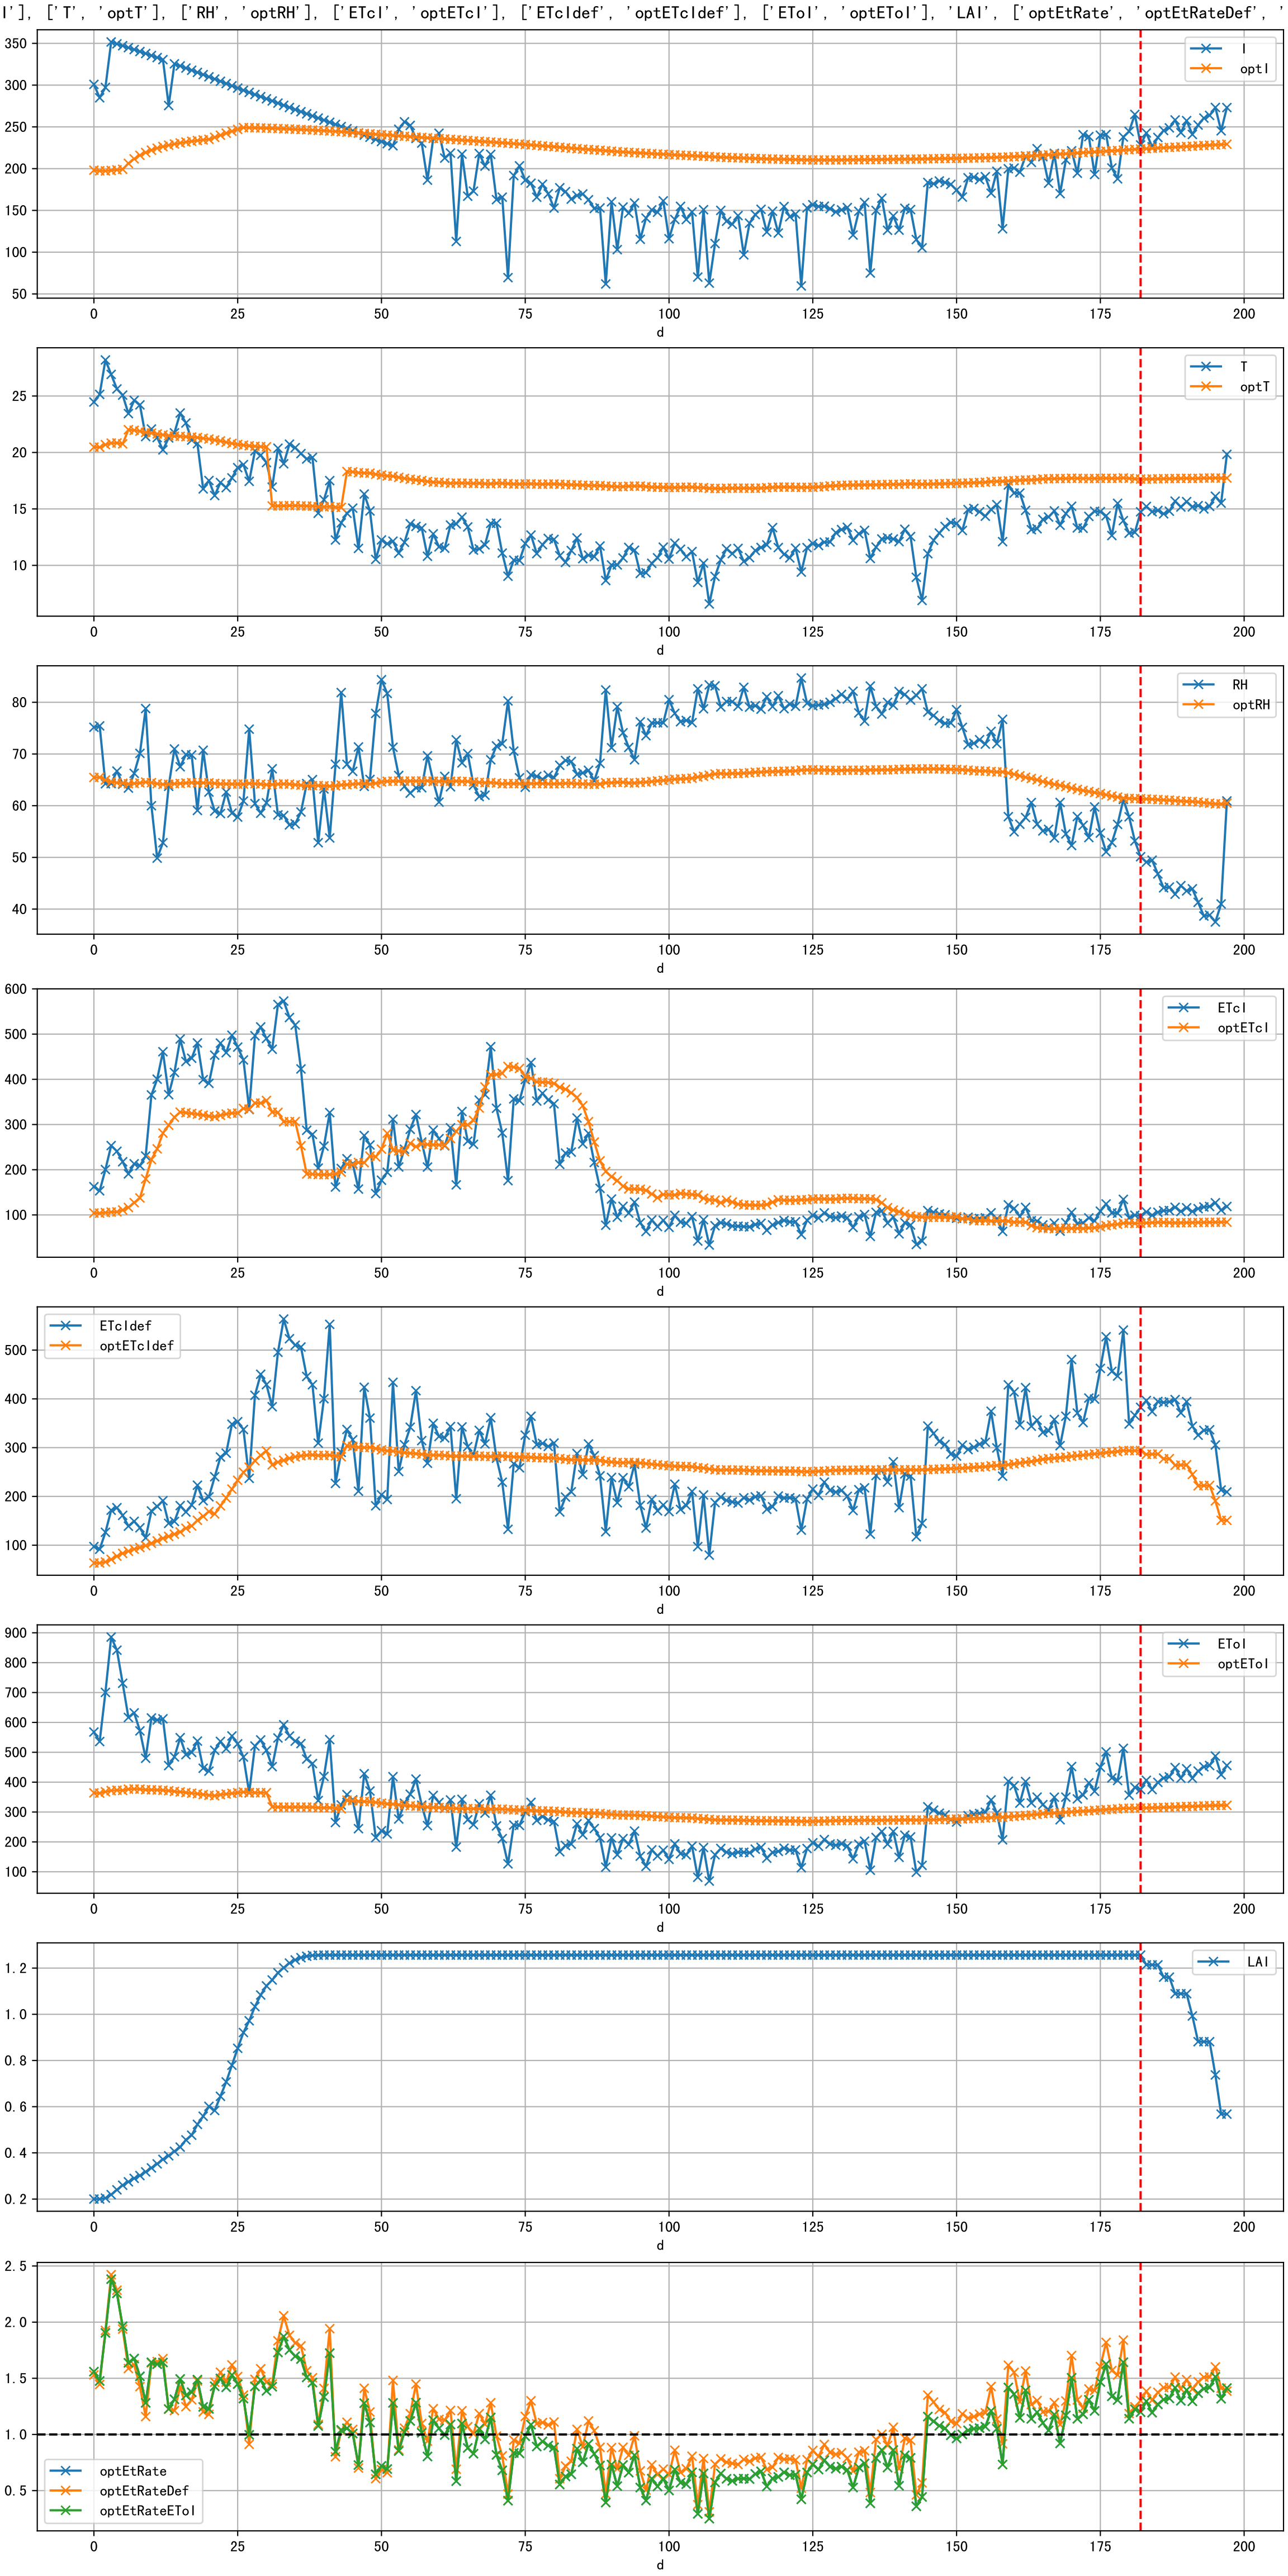 I'], ['T', 'optT'], ['RH', 'optRH'], ['ETcI', 'optETcI'], ['ETcIdef', 'optETcIdef'], ['EToI', 'optEToI'], 'LAI', ['optEtRate', 'optEtRateDef', '
350
300
250
200
150
100
50
I
optI
0 25 50 75 100 125 150 175 200
d
25
20
15
10
T
optT
0 25 50 75 100 125 150 175 200
d
80
70
60
50
40
RH
optRH
0 25 50 75 100 125 150 175 200
d
600
500
400
300
200
100
ETcI
optETcI
0 25 50 75 100 125 150 175 200
d
500
400
300
200
100
ETcIdef
optETcIdef
0 25 50 75 100 125 150 175 200
d
900
800
700
600
500
400
300
200
100
EToI
optEToI
0 25 50 75 100 125 150 175 200
d
1.2
1.0
0.8
0.6
0.4
0.2
LAI
0 25 50 75 100 125 150 175 200
d
2.5
2.0
1.5
1.0
0.5
optEtRate
optEtRateDef
optEtRateEToI
0 25 50 75 100 125 150 175 200
d